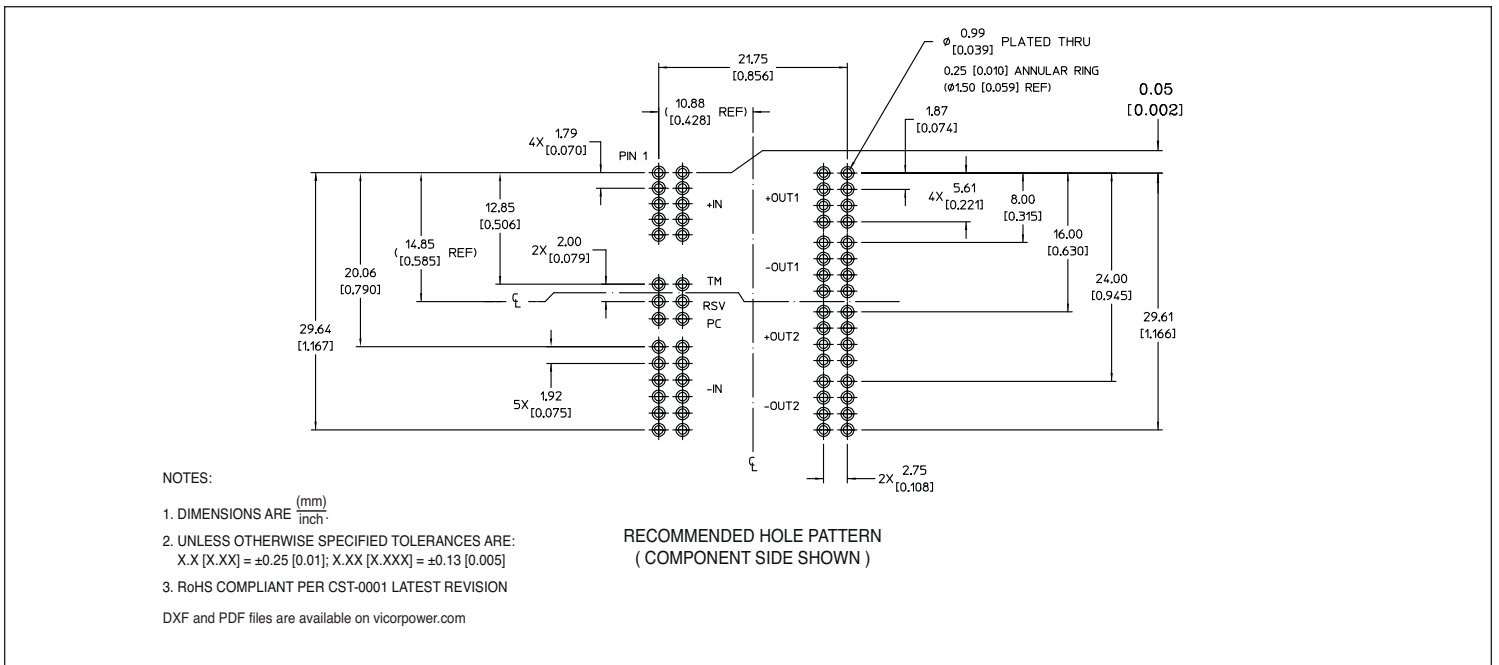 ø 0.99 PLATED THRU
[0.039]
0.25 [0.010] ANNULAR RING
(ø1.50 [0.059] REF)
21.75
[0.856]
( 10.88 REF)
[0.428]
0.05
[0.002]
1.87
[0.074]
4X 1.79
[0.070]
PIN 1
+IN
+OUT1
4X 5.61
[0.221]
8.00
[0.315]
12.85
[0.506]
( 14.85 REF)
[0.585]
2X 2.00
[0.079]
16.00
[0.630]
20.06
[0.790]
-OUT1
24.00
[0.945]
TM
RSV
PC
℄
29.64
[1.167]
+OUT2
29.61
[1.166]
5X 1.92
[0.075]
-IN
-OUT2
℄
2X 2.75
[0.108]
NOTES:
1. DIMENSIONS ARE (mm)
inch.
2. UNLESS OTHERWISE SPECIFIED TOLERANCES ARE:
X.X [X.XX] = ±0.25 [0.01]; X.XX [X.XXX] = ±0.13 [0.005]
3. RoHS COMPLIANT PER CST-0001 LATEST REVISION
DXF and PDF files are available on vicorpower.com
RECOMMENDED HOLE PATTERN
( COMPONENT SIDE SHOWN )